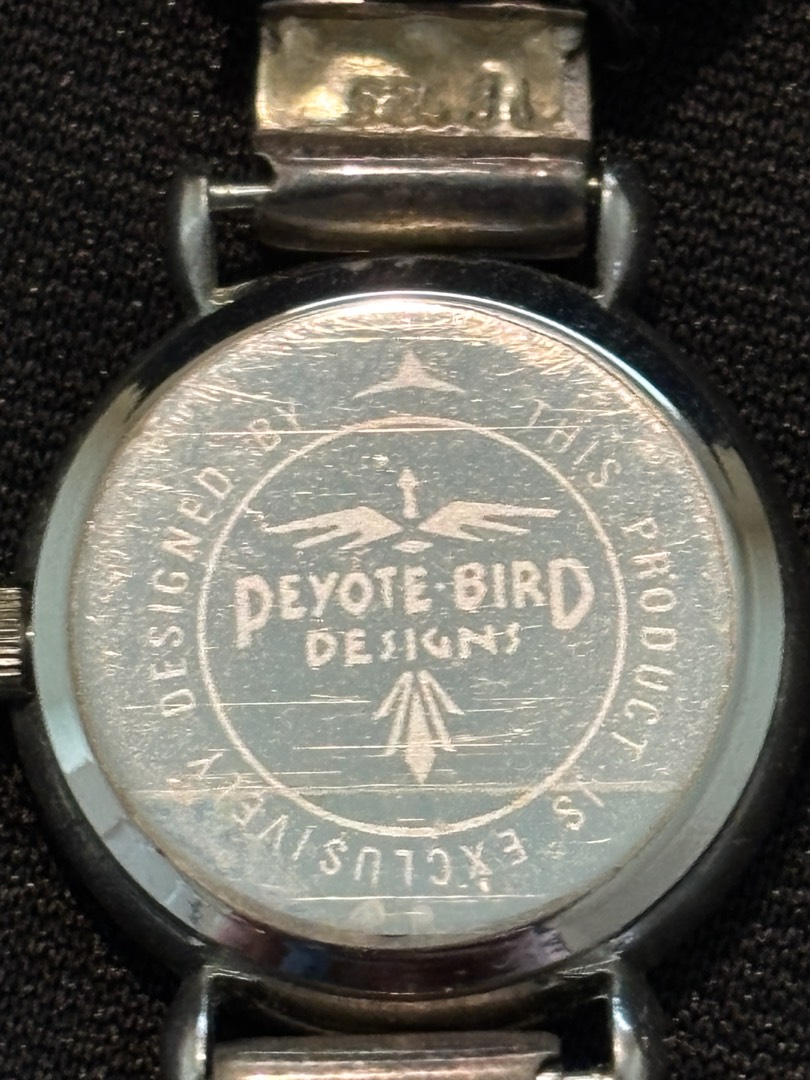 THIS PRODUCT IS EXCLUSIVELY DESIGNED BY
PEYOTE·BIRD
DESIGNS